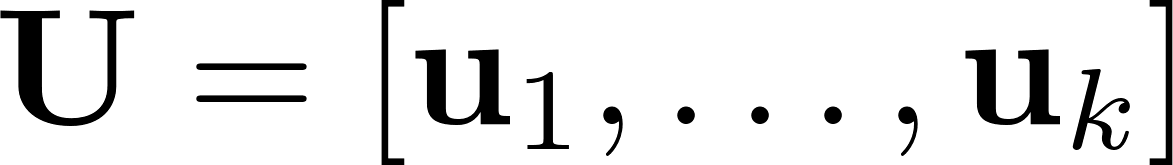 𝐔 = [𝐮₁, . . . , 𝐮ₖ]